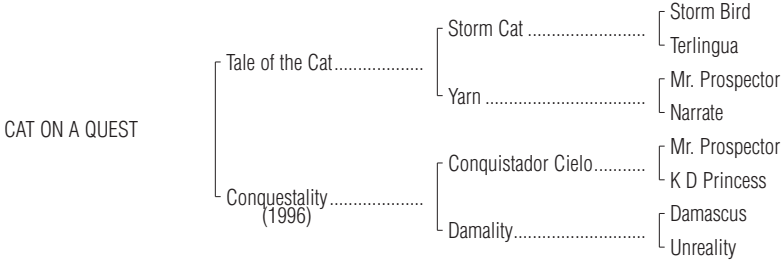 Storm Bird
Storm Cat ..........................
Terlingua
Tale of the Cat...................
Mr. Prospector
Yarn ..................................
Narrate
CAT ON A QUEST
Mr. Prospector
Conquistador Cielo...........
K D Princess
Conquestality....................
(1996)
Damascus
Damality............................
Unreality